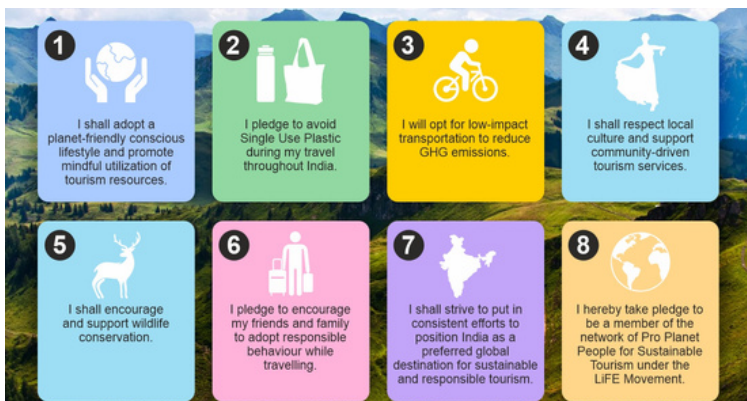 1
I shall adopt a
planet-friendly conscious
lifestyle and promote
mindful utilization of
tourism resources.
2
I pledge to avoid
Single Use Plastic
during my travel
throughout India.
3
I will opt for low-impact
transportation to reduce
GHG emissions.
4
I shall respect local
culture and support
community-driven
tourism services.
5
I shall encourage
and support wildlife
conservation.
6
I pledge to encourage
my friends and family
to adopt responsible
behaviour while
travelling.
7
I shall strive to put in
consistent efforts to
position India as a
preferred global
destination for sustainable
and responsible tourism.
8
I hereby take pledge to
be a member of the
network of Pro Planet
People for Sustainable
Tourism under the
LiFE Movement.